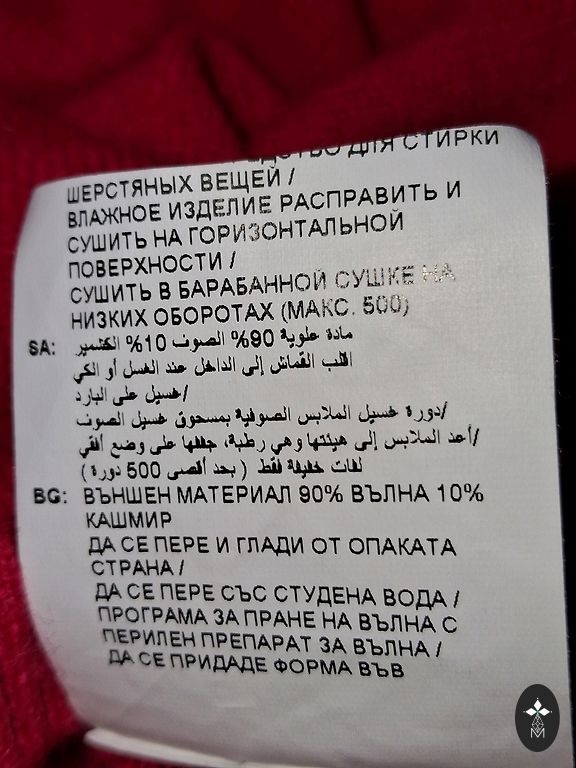 ДЛЯ СТИРКИ
ШЕРСТЯНЫХ ВЕЩЕЙ /
ВЛАЖНОЕ ИЗДЕЛИЕ РАСПРАВИТЬ И
СУШИТЬ НА ГОРИЗОНТАЛЬНОЙ
ПОВЕРХНОСТИ /
СУШИТЬ В БАРАБАННОЙ СУШКЕ НА
НИЗКИХ ОБОРОТАХ (МАКС. 500)
SA: مادة علوية 90% الصوف 10% الكشمير
اقلب القماش إلى الداخل عند الغسل أو الكي
/غسيل على البارد
/دورة غسيل الملابس الصوفية بمسحوق غسيل الصوف
/أعد الملابس إلى هيئتها وهي رطبة، جففها على وضع أفقي
لفات خفيفة فقط ( بحد أقصى 500 دورة )
BG: ВЪНШЕН МАТЕРИАЛ 90% ВЪЛНА 10%
КАШМИР
ДА СЕ ПЕРЕ И ГЛАДИ ОТ ОПАКАТА
СТРАНА /
ДА СЕ ПЕРЕ СЪС СТУДЕНА ВОДА /
ПРОГРАМА ЗА ПРАНЕ НА ВЪЛНА С
ПЕРИЛЕН ПРЕПАРАТ ЗА ВЪЛНА /
ДА СЕ ПРИДАДЕ ФОРМА ВЪВ
M